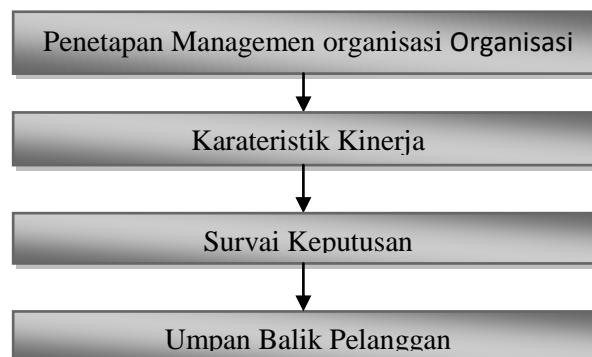 Penetapan Managemen organisasi Organisasi
Karateristik Kinerja
Survai Keputusan
Umpan Balik Pelanggan